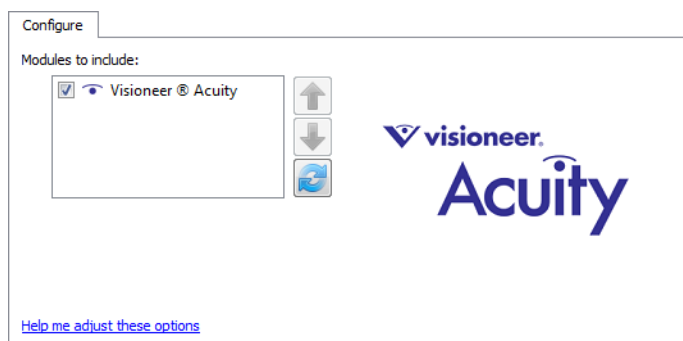 Configure
Modules to include:
Visioneer ® Acuity
visioneer.
Acuity
Help me adjust these options